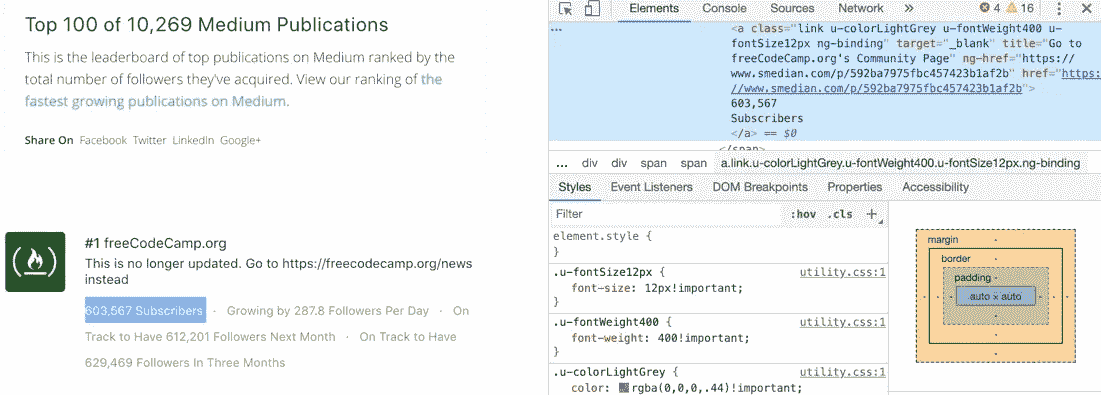 Top 100 of 10,269 Medium Publications
This is the leaderboard of top publications on Medium ranked by the
total number of followers they've acquired. View our ranking of the
fastest growing publications on Medium.
Share On Facebook Twitter LinkedIn Google+
#1 freeCodeCamp.org
This is no longer updated. Go to https://freecodecamp.org/news
instead
603,567 Subscribers · Growing by 287.8 Followers Per Day · On
Track to Have 612,201 Followers Next Month · On Track to Have
629,469 Followers In Three Months
Elements Console Sources Network » 4 16
… <a class="link u-colorLightGrey u-fontWeight400 u-
fontSize12px ng-binding" target="_blank" title="Go to
freeCodeCamp.org's Community Page" ng-href="https://
www.smedian.com/p/592ba7975fbc457423b1af2b" href="https:
//www.smedian.com/p/592ba7975fbc457423b1af2b">
603,567
Subscribers
</a> == $0
</span>
… div div span span a.link.u-colorLightGrey.u-fontWeight400.u-fontSize12px.ng-binding
Styles Event Listeners DOM Breakpoints Properties Accessibility
Filter :hov .cls +
element.style {
}
.u-fontSize12px { utility.css:1
font-size: 12px!important;
}
.u-fontWeight400 { utility.css:1
font-weight: 400!important;
}
.u-colorLightGrey { utility.css:1
color: rgba(0,0,0,.44)!important;
margin -
border -
padding -
- - - auto × auto - - -
-
-
-